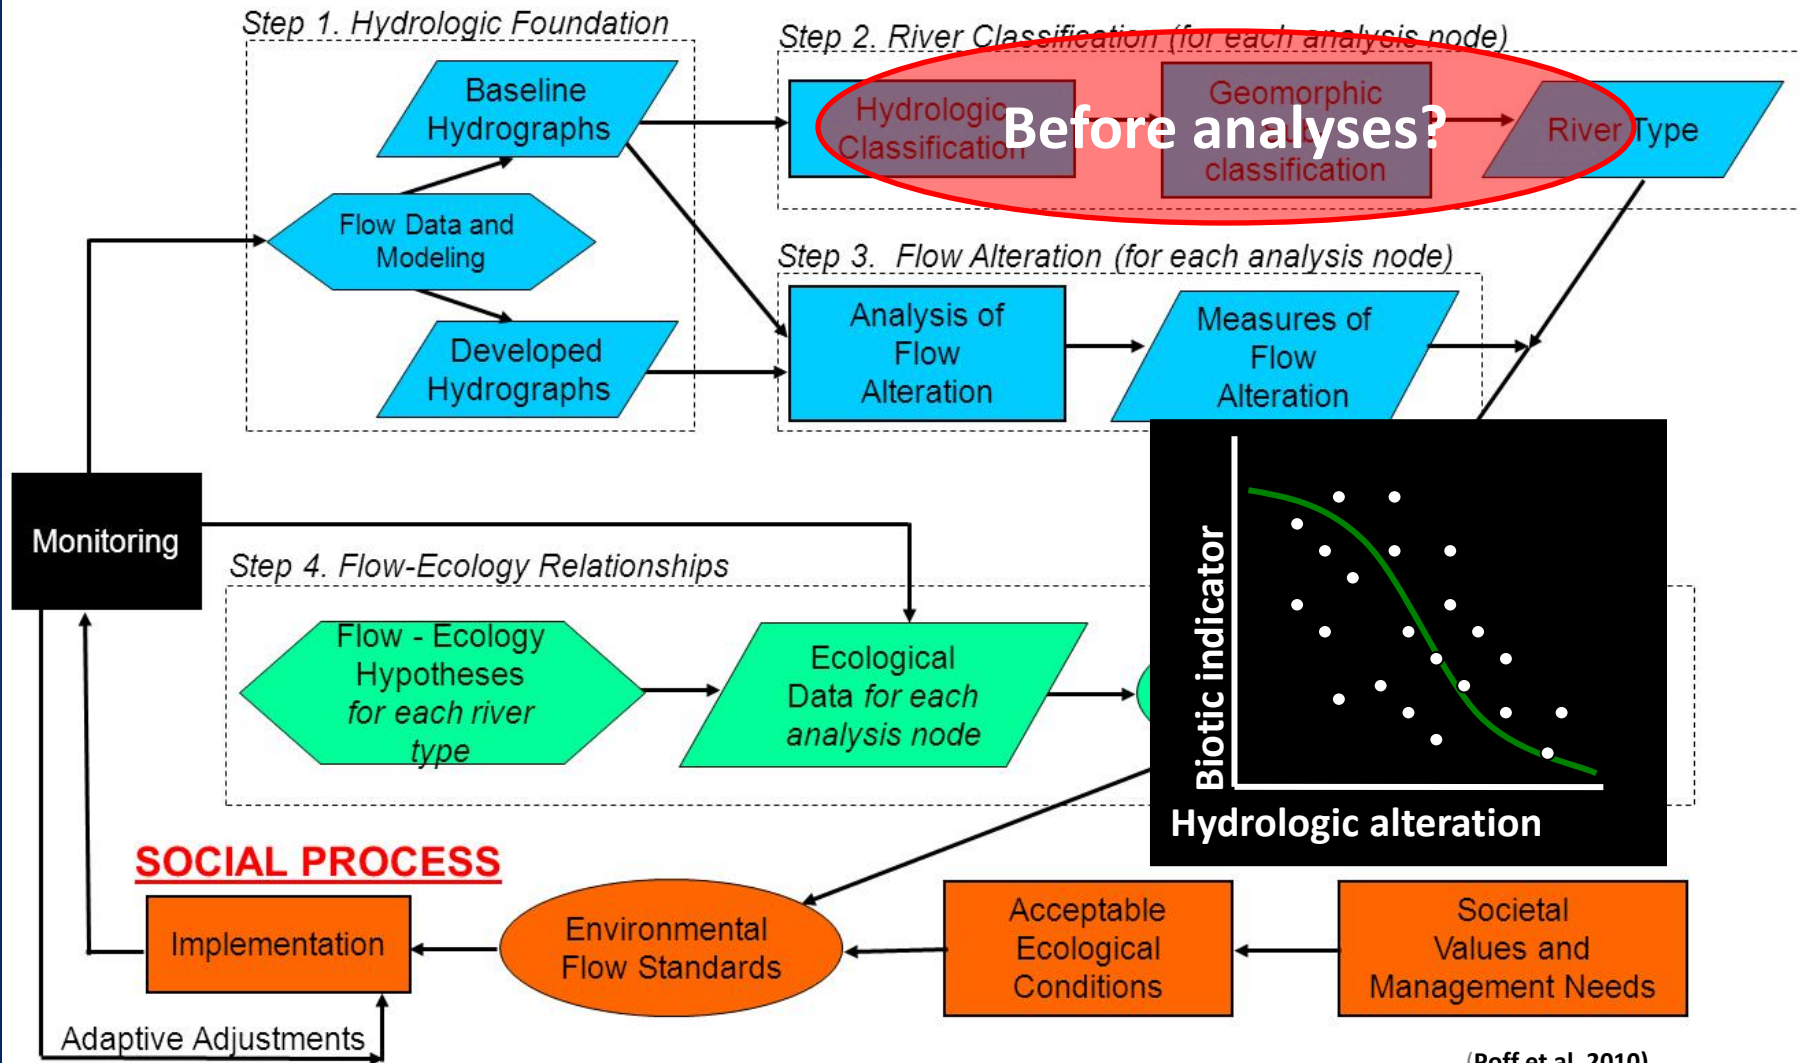 Step 1. Hydrologic Foundation
Baseline
Hydrographs
Flow Data and
Modeling
Developed
Hydrographs
Step 2. River Classification (for each analysis node)
Hydrologic
Classification
Geomorphic
classification
River Type
Before analyses?
Step 3. Flow Alteration (for each analysis node)
Analysis of
Flow
Alteration
Measures of
Flow
Alteration
Monitoring
Step 4. Flow-Ecology Relationships
Flow - Ecology
Hypotheses
for each river
type
Ecological
Data for each
analysis node
Biotic indicator
Hydrologic alteration
SOCIAL PROCESS
Implementation
Environmental
Flow Standards
Acceptable
Ecological
Conditions
Societal
Values and
Management Needs
Adaptive Adjustments
(Poff et al. 2010)